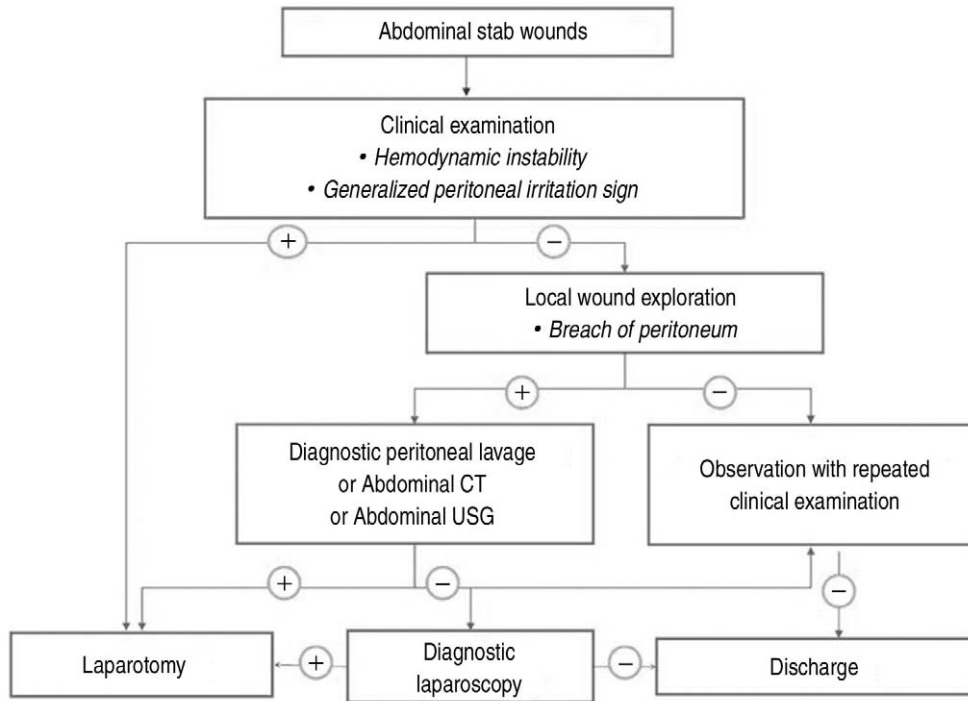 Abdominal stab wounds
Clinical examination
• Hemodynamic instability
• Generalized peritoneal irritation sign
+
−
Local wound exploration
• Breach of peritoneum
+
−
Diagnostic peritoneal lavage
or Abdominal CT
or Abdominal USG
Observation with repeated
clinical examination
+
−
−
Laparotomy
+
Diagnostic
laparoscopy
−
Discharge